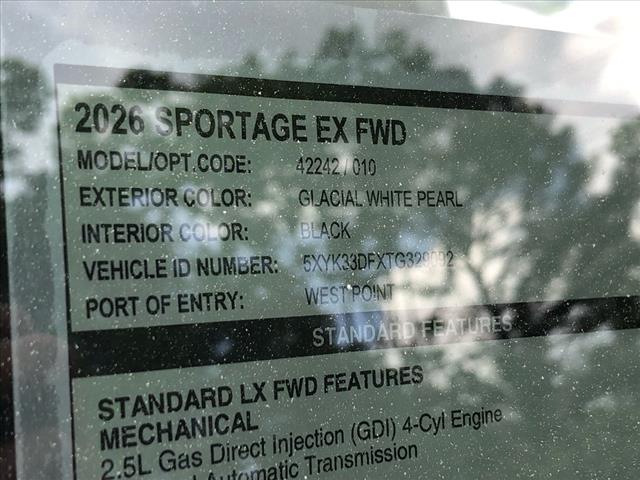 2026 SPORTAGE EX FWD
MODEL/OPT.CODE: 42242 / 010
EXTERIOR COLOR: GLACIAL WHITE PEARL
INTERIOR COLOR: BLACK
VEHICLE ID NUMBER: 5XYK33DFXTG329092
PORT OF ENTRY: WEST POINT
STANDARD FEATURES
STANDARD LX FWD FEATURES
MECHANICAL
2.5L Gas Direct Injection (GDI) 4-Cyl Engine
Automatic Transmission